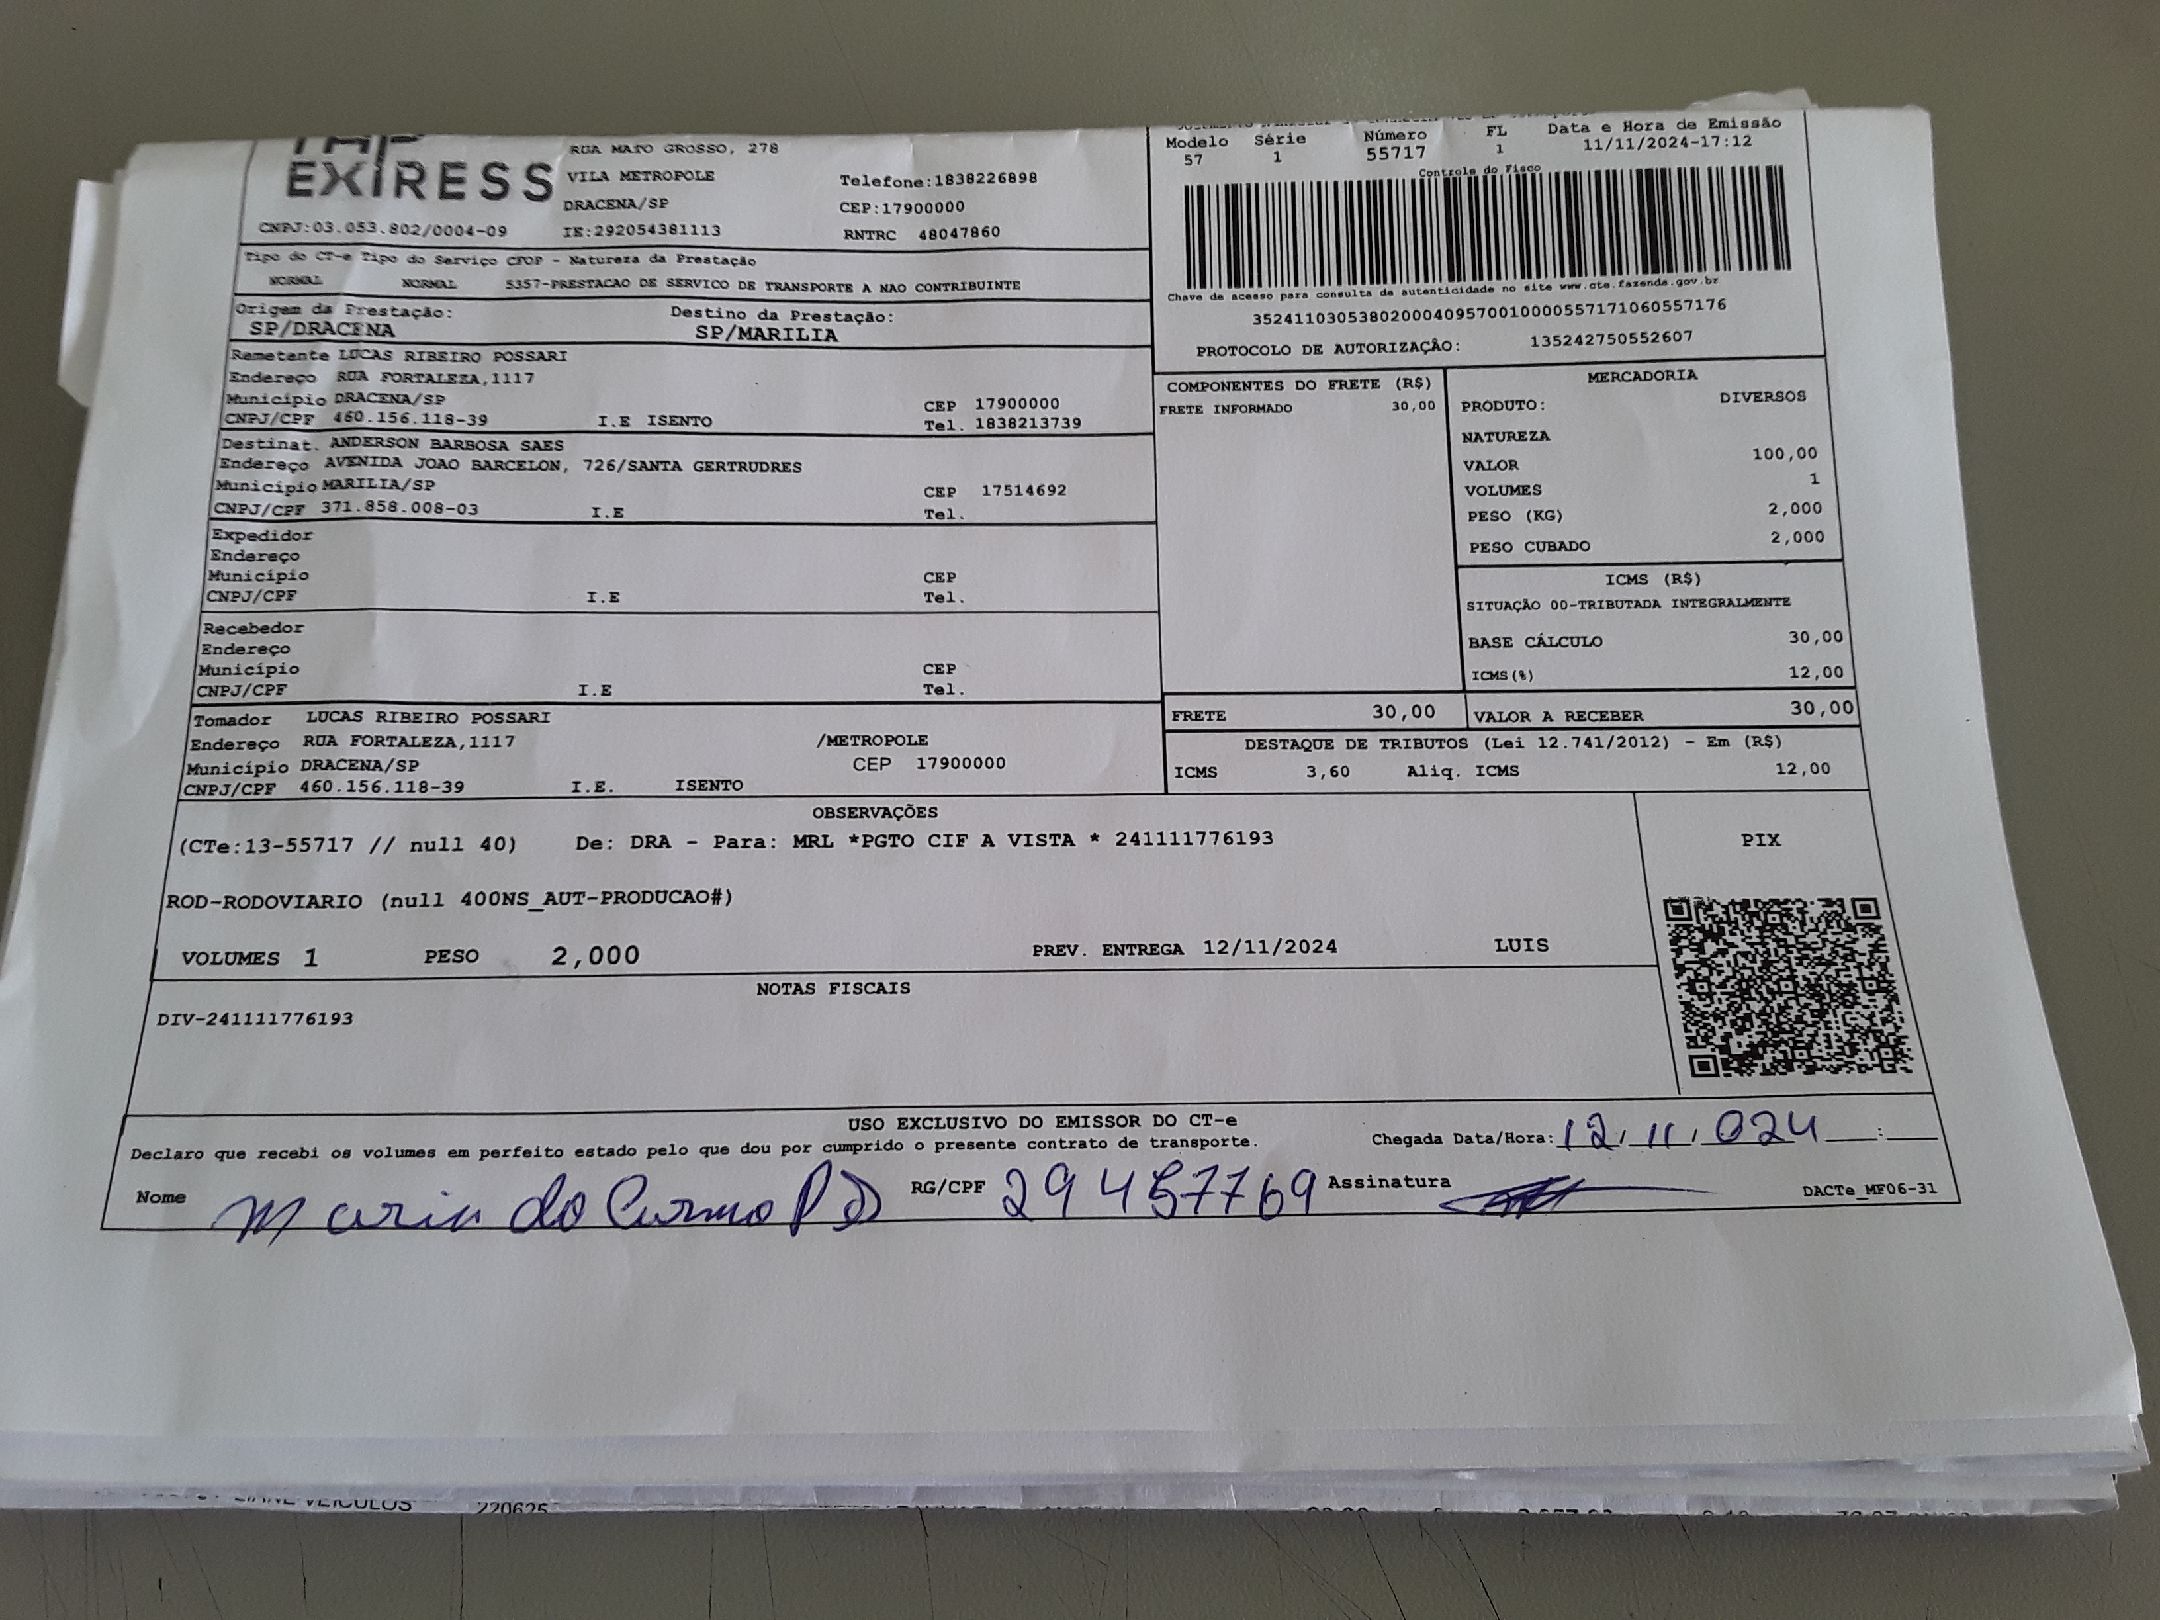 EXPRESS
RUA MATO GROSSO, 278
VILA METROPOLE
DRACENA/SP
Telefone:1838226898
CEP:17900000
CNPJ:03.053.802/0004-09 IE:292054381113 RNTRC 48047860
Modelo Série Número FL Data e Hora de Emissão
57 1 55717 1 11/11/2024-17:12
Controle do Fisco
Chave de acesso para consulta de autenticidade no site www.cte.fazenda.gov.br
35241103053802000409570010000557171060557176
PROTOCOLO DE AUTORIZAÇÃO: 135242750552607
Tipo do CT-e Tipo do Serviço CFOP - Natureza da Prestação
NORMAL NORMAL 5357-PRESTACAO DE SERVICO DE TRANSPORTE A NAO CONTRIBUINTE
Origem da Prestação: Destino da Prestação:
SP/DRACENA SP/MARILIA
Remetente LUCAS RIBEIRO POSSARI
Endereço RUA FORTALEZA,1117
Município DRACENA/SP CEP 17900000
CNPJ/CPF 460.156.118-39 I.E ISENTO Tel. 1838213739
Destinat. ANDERSON BARBOSA SAES
Endereço AVENIDA JOAO BARCELON, 726/SANTA GERTRUDRES
Município MARILIA/SP CEP 17514692
CNPJ/CPF 371.858.008-03 I.E Tel.
Expedidor
Endereço
Município CEP
CNPJ/CPF I.E Tel.
Recebedor
Endereço
Município CEP
CNPJ/CPF I.E Tel.
Tomador LUCAS RIBEIRO POSSARI
Endereço RUA FORTALEZA,1117 /METROPOLE
Município DRACENA/SP CEP 17900000
CNPJ/CPF 460.156.118-39 I.E. ISENTO
COMPONENTES DO FRETE (R$)
FRETE INFORMADO 30,00
MERCADORIA
PRODUTO: DIVERSOS
NATUREZA
VALOR 100,00
VOLUMES 1
PESO (KG) 2,000
PESO CUBADO 2,000
ICMS (R$)
SITUAÇÃO 00-TRIBUTADA INTEGRALMENTE
BASE CÁLCULO 30,00
ICMS(%) 12,00
FRETE 30,00 VALOR A RECEBER 30,00
DESTAQUE DE TRIBUTOS (Lei 12.741/2012) - Em (R$)
ICMS 3,60 Aliq. ICMS 12,00
OBSERVAÇÕES
(CTe:13-55717 // null 40) De: DRA - Para: MRL *PGTO CIF A VISTA * 241111776193
PIX
ROD-RODOVIARIO (null 400NS_AUT-PRODUCAO#)
VOLUMES 1 PESO 2,000 PREV. ENTREGA 12/11/2024 LUIS
NOTAS FISCAIS
DIV-241111776193
USO EXCLUSIVO DO EMISSOR DO CT-e
Declaro que recebi os volumes em perfeito estado pelo que dou por cumprido o presente contrato de transporte. Chegada Data/Hora: 12/11/024 :
Nome Maria do Carmo RG/CPF 29457769 Assinatura DACTe_MF06-31
VEICULOS 220625